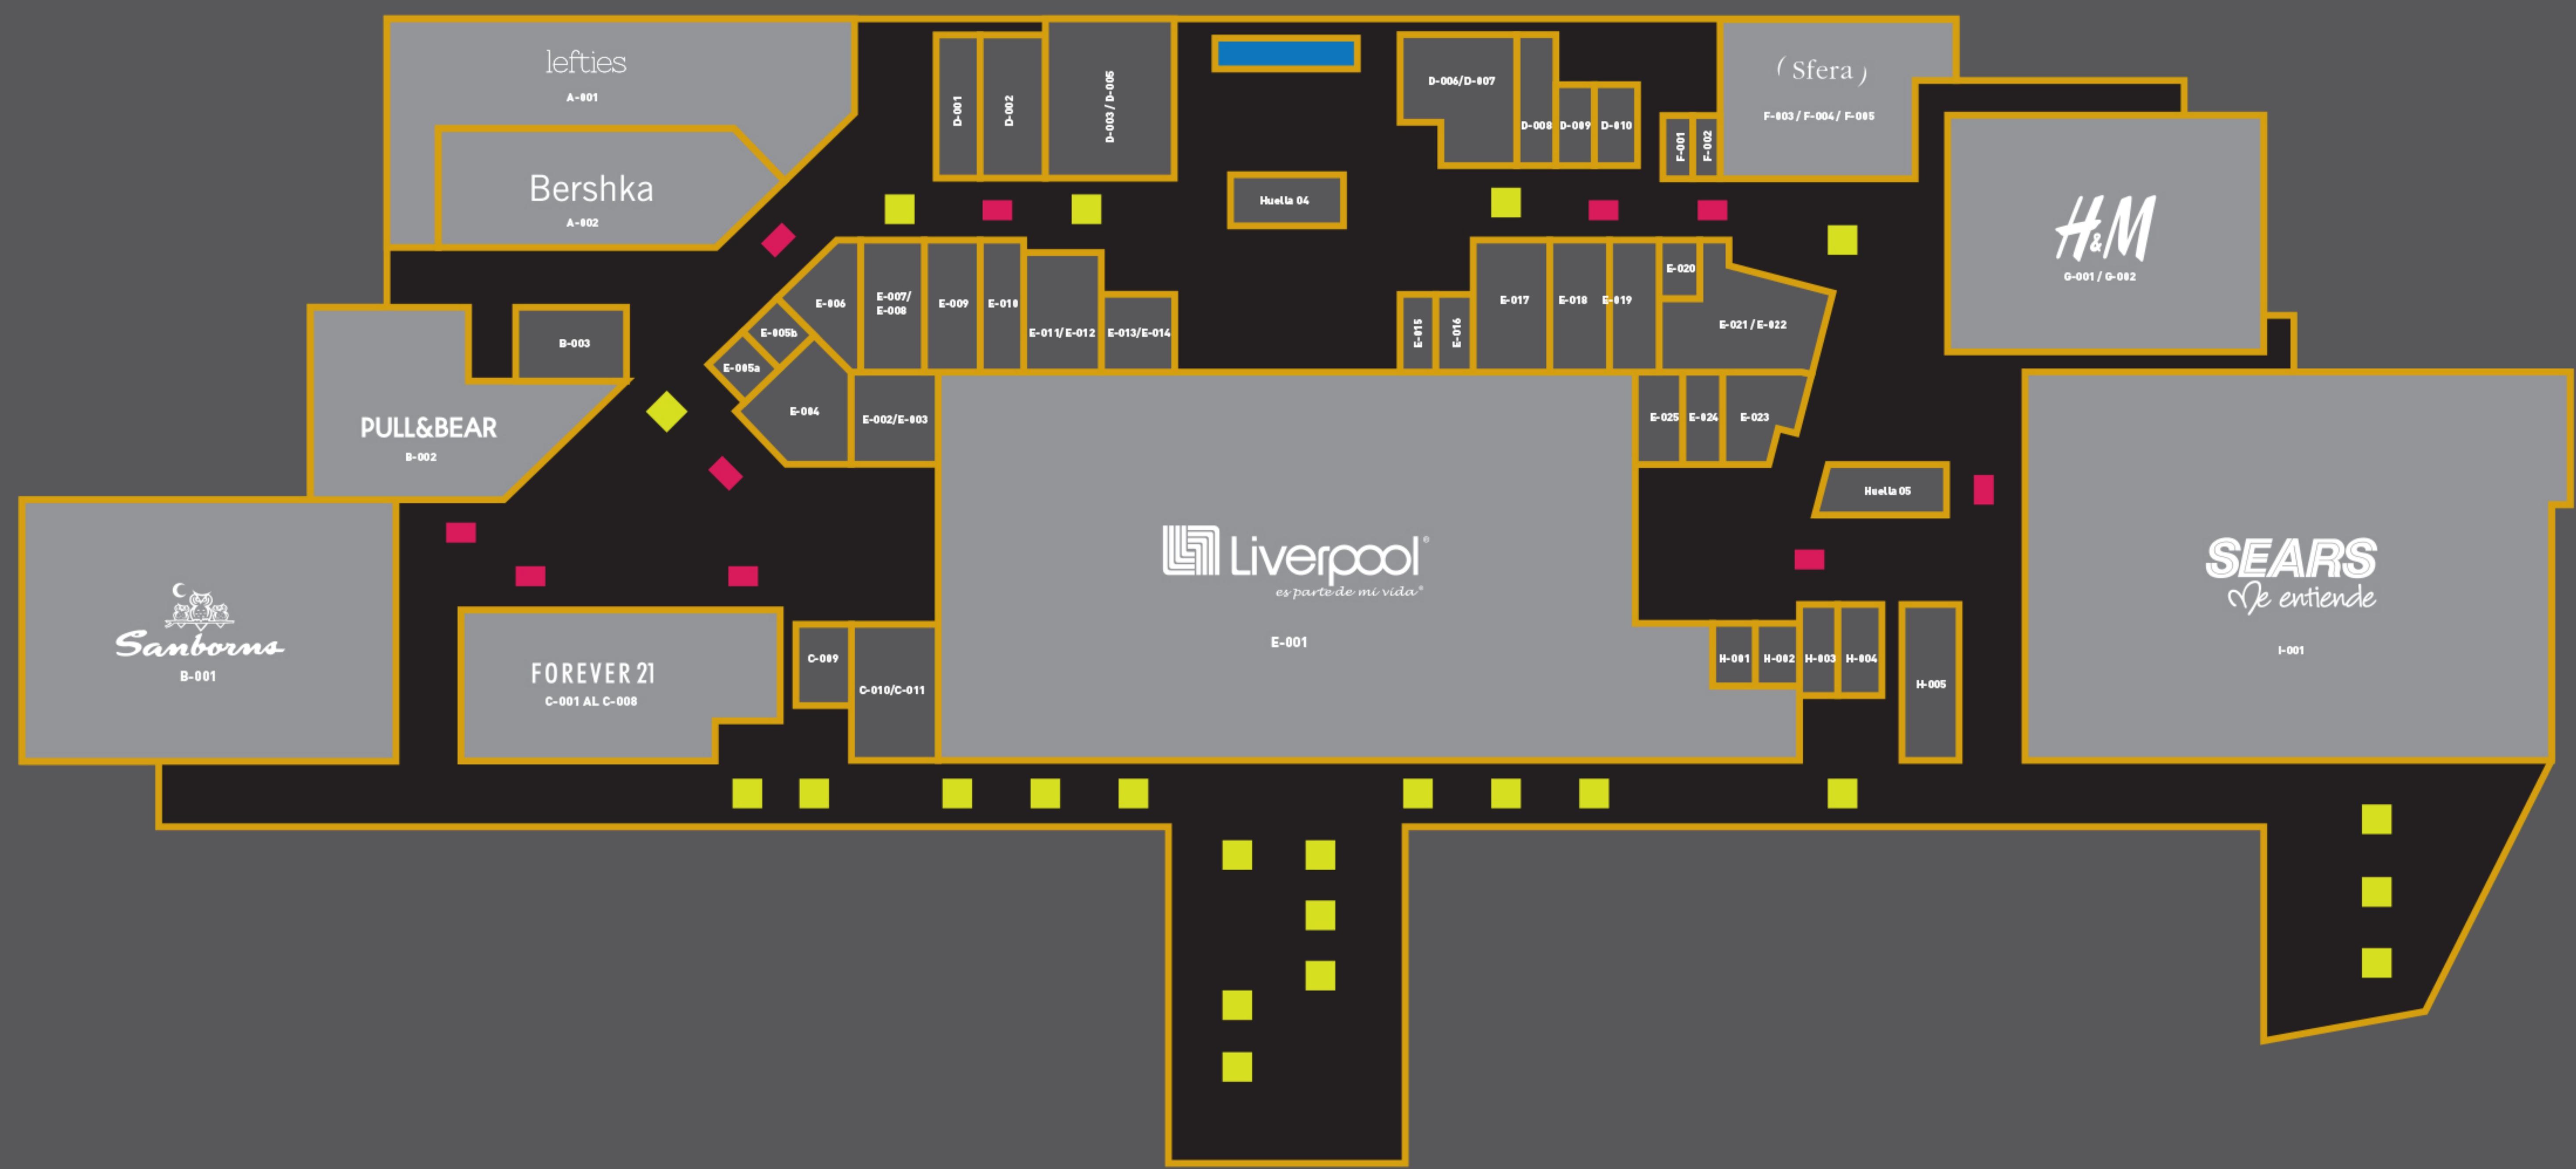 lefties
A-001
Bershka
A-002
D-001
D-002
D-003 / D-005
D-006/D-007
D-008
D-009
D-010
F-001
F-002
( Sfera )
F-003 / F-004 / F-005
H&M
G-001 / G-002
Huella 04
B-003
PULL&BEAR
B-002
E-005a
E-005b
E-006
E-007/
E-008
E-009
E-010
E-011/E-012
E-013/E-014
E-004
E-002/E-003
E-015
E-016
E-017
E-018
E-019
E-020
E-021 / E-022
E-025
E-024
E-023
Huella 05
Sanborns
B-001
FOREVER 21
C-001 AL C-008
C-009
C-010/C-011
Liverpool®
es parte de mi vida®
E-001
H-001
H-002
H-003
H-004
H-005
SEARS
Me entiende
I-001